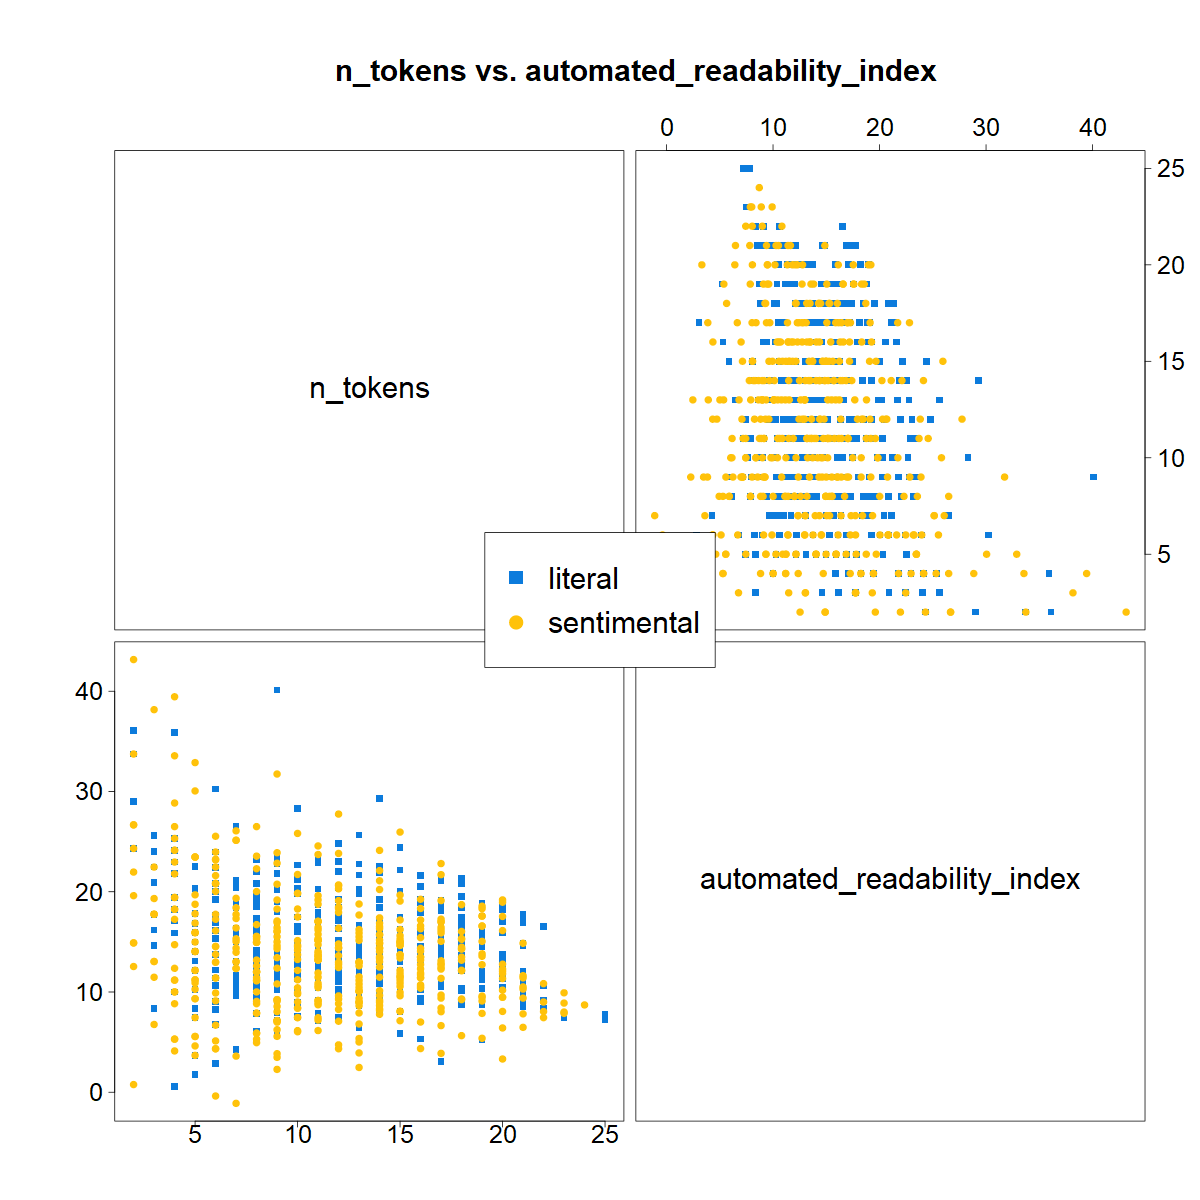 n_tokens vs. automated_readability_index
0 10 20 30 40
n_tokens
25
20
15
10
5
literal
sentimental
40
30
20
10
0
automated_readability_index
5 10 15 20 25